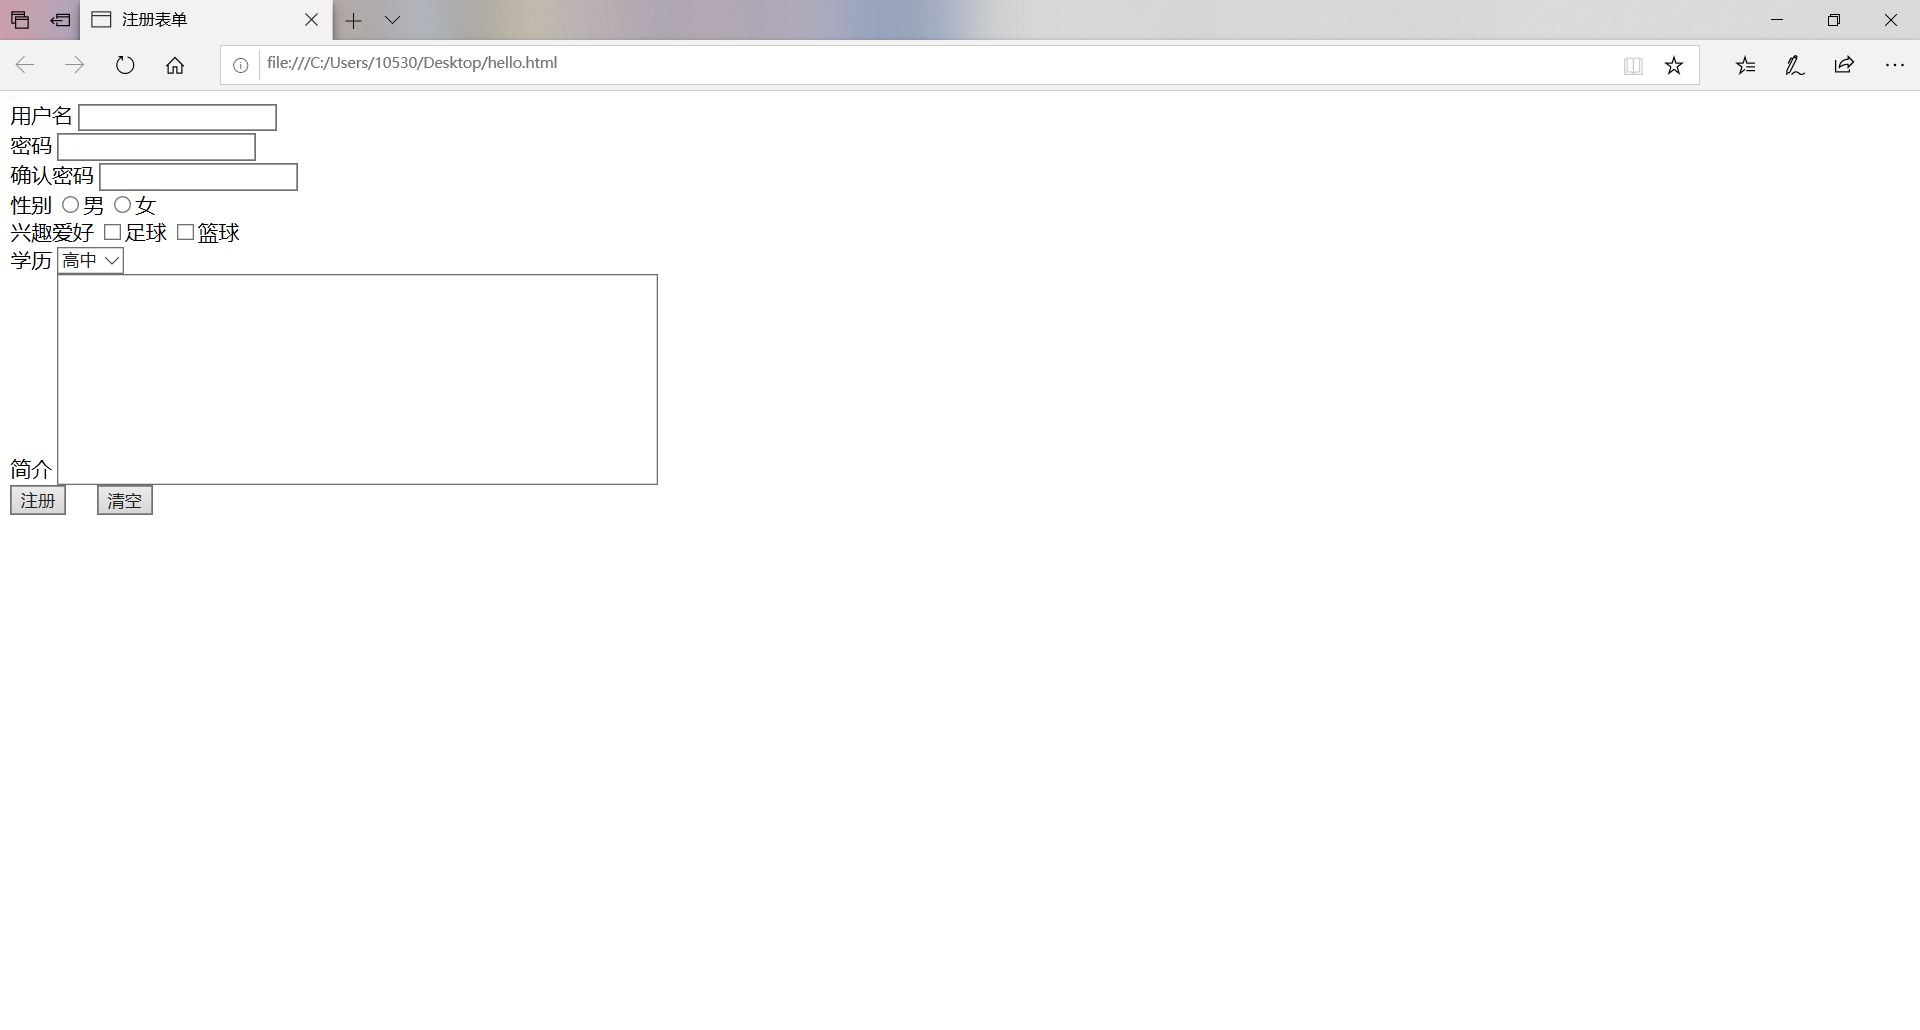 注册表单
file:///C:/Users/10530/Desktop/hello.html
用户名
密码
确认密码
性别 男 女
兴趣爱好 足球 篮球
学历 高中
简介
注册 清空